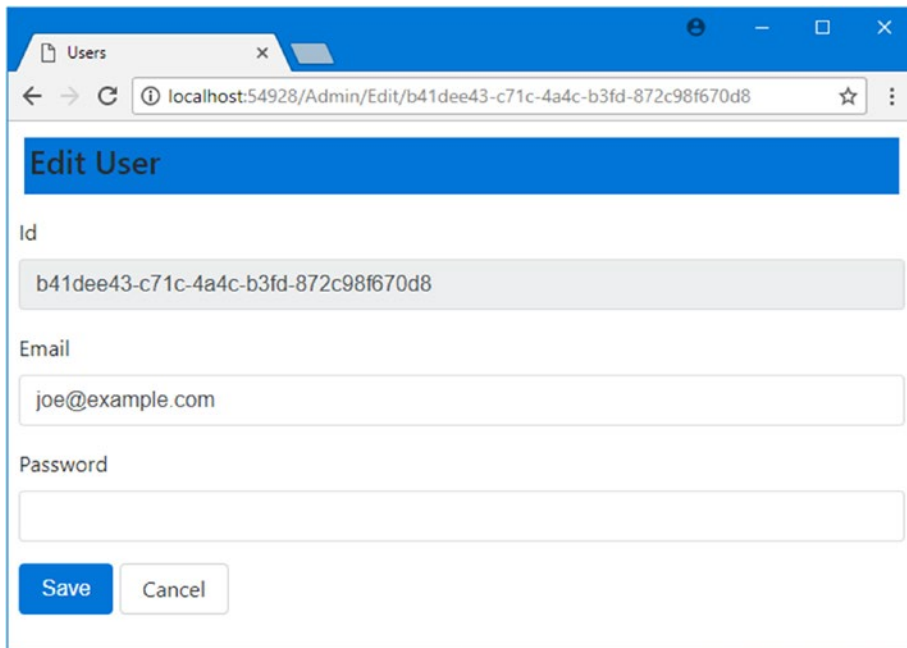 Users
localhost:54928/Admin/Edit/b41dee43-c71c-4a4c-b3fd-872c98f670d8
Edit User
Id
b41dee43-c71c-4a4c-b3fd-872c98f670d8
Email
joe@example.com
Password
Save Cancel